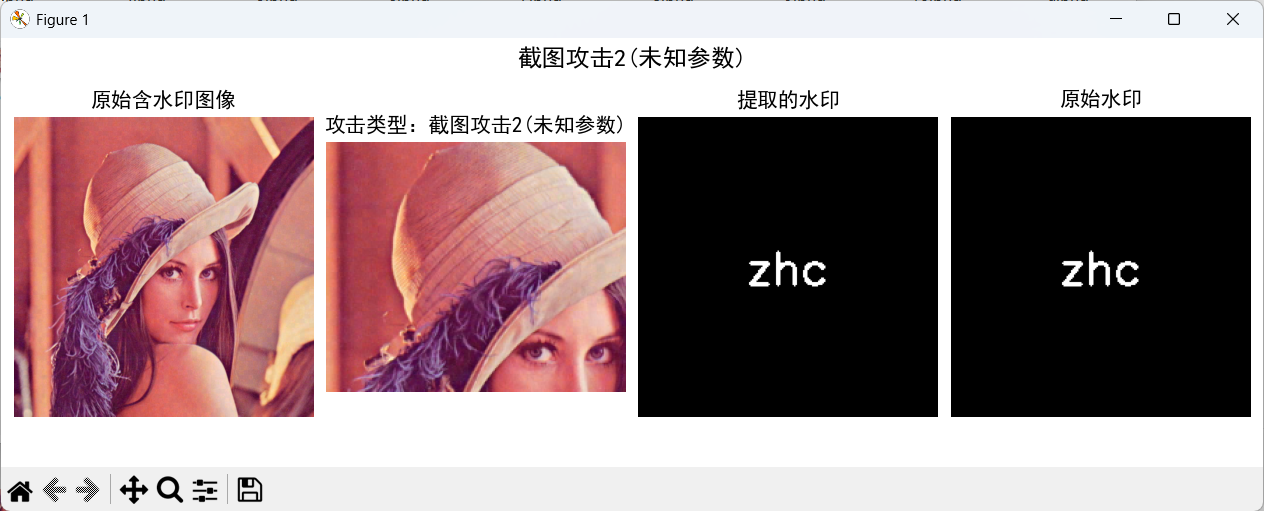 Figure 1
截图攻击2(未知参数)
原始含水印图像
攻击类型：截图攻击2(未知参数)
提取的水印
原始水印
zhc
zhc